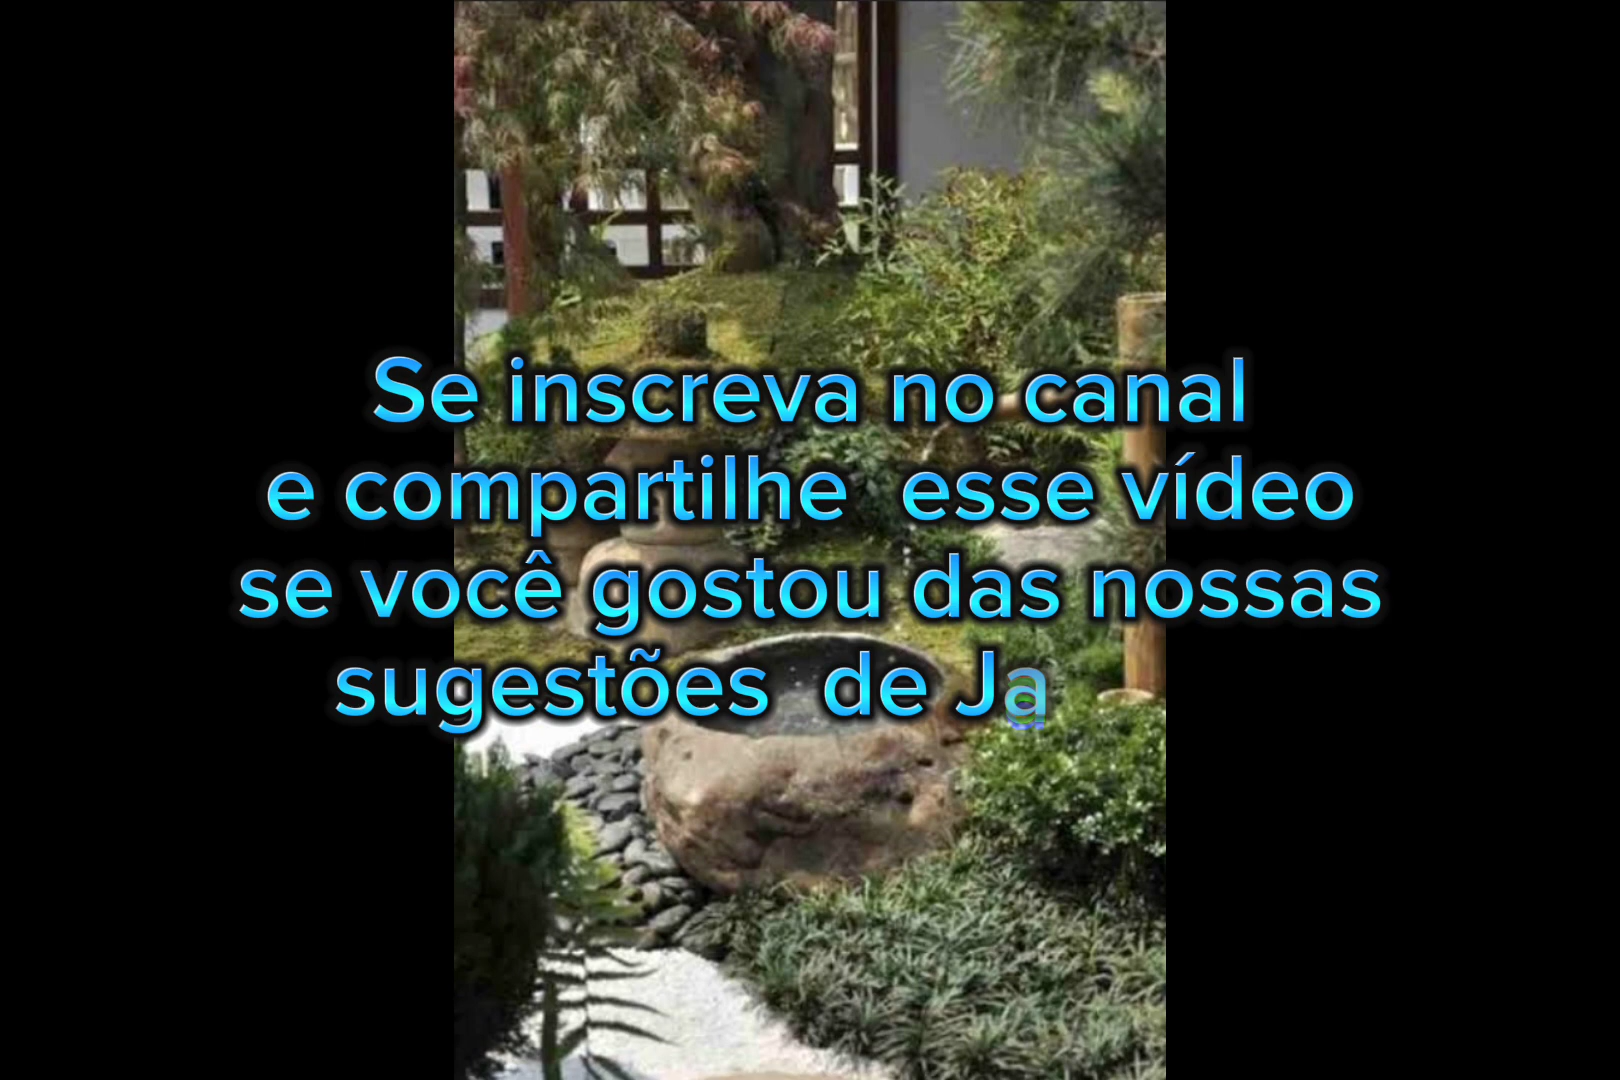 Se inscreva no canal
e compartilhe esse vídeo
se você gostou das nossas
sugestões de Ja